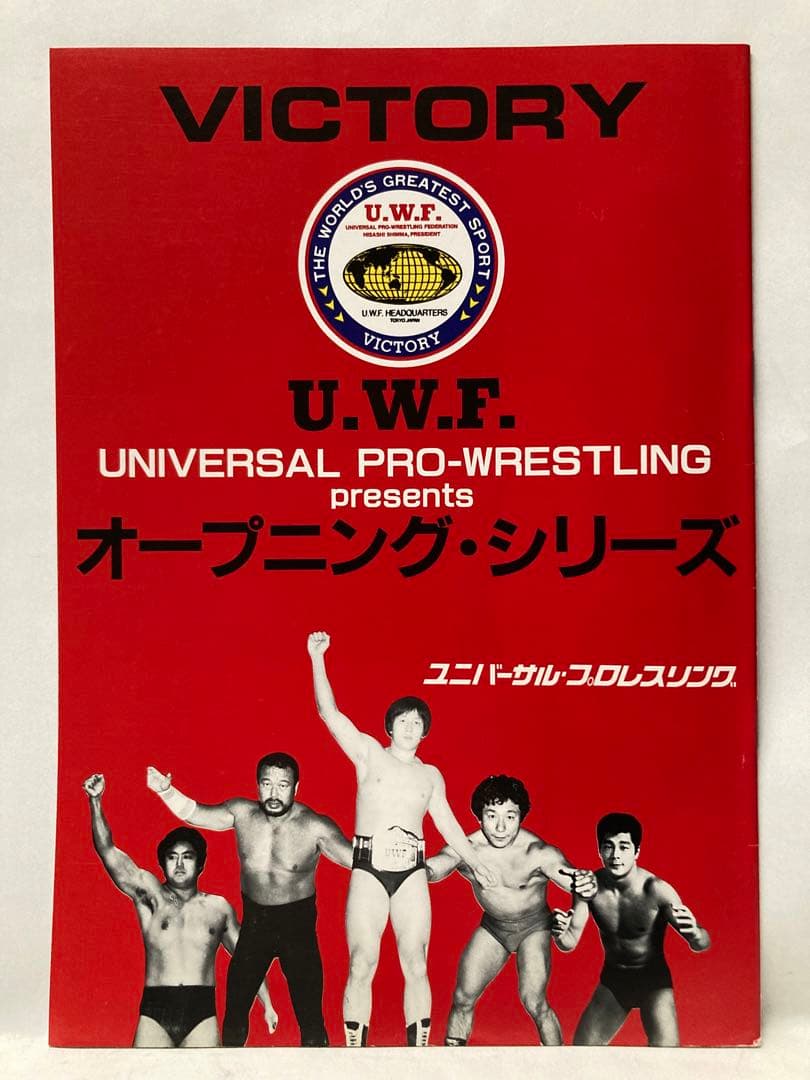 VICTORY
THE WORLD'S GREATEST SPORT
U.W.F.
UNIVERSAL PRO-WRESTLING FEDERATION
HISASHI SHINMA, PRESIDENT
U.W.F. HEADQUARTERS
TOKYO JAPAN
VICTORY
U.W.F.
UNIVERSAL PRO-WRESTLING
presents
オープニング・シリーズ
ユニバーサル・プロレスリング
UWF